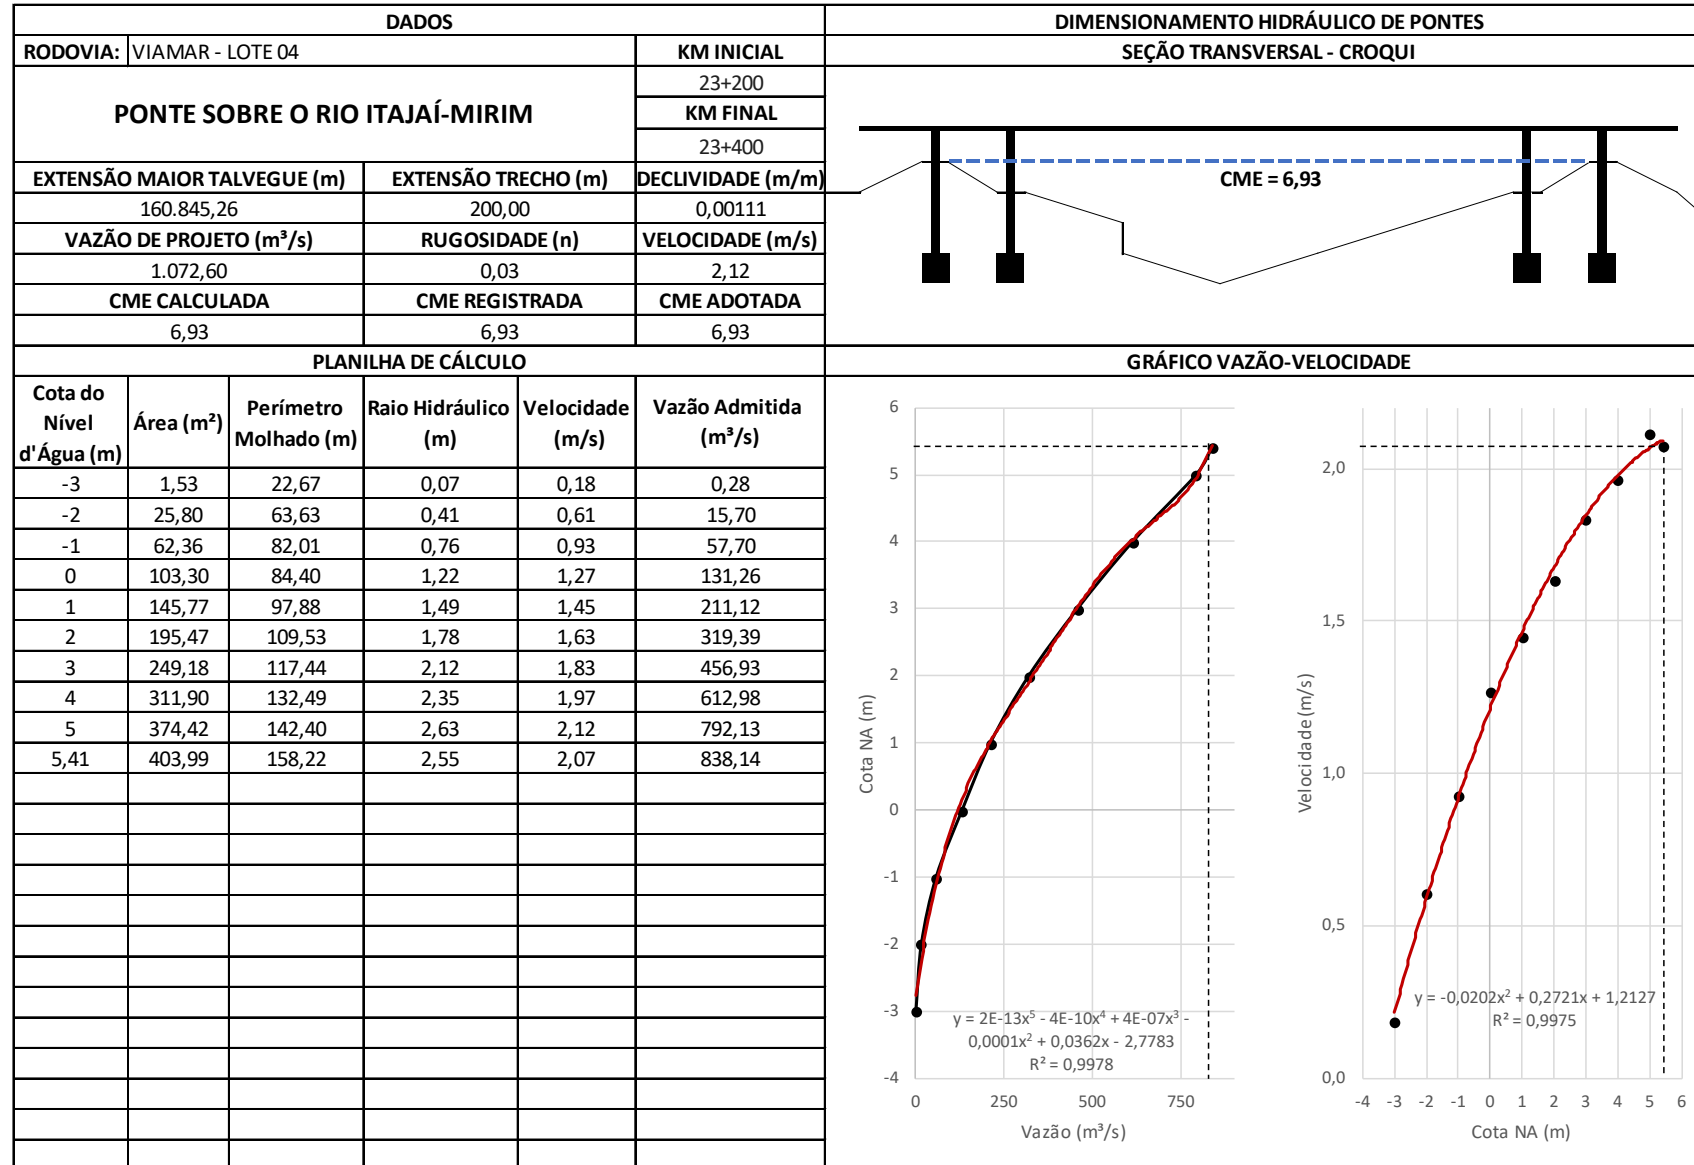 DADOS
DIMENSIONAMENTO HIDRÁULICO DE PONTES
RODOVIA: VIAMAR - LOTE 04
KM INICIAL
SEÇÃO TRANSVERSAL - CROQUI
23+200
PONTE SOBRE O RIO ITAJAÍ-MIRIM
KM FINAL
23+400
EXTENSÃO MAIOR TALVEGUE (m) EXTENSÃO TRECHO (m) DECLIVIDADE (m/m)
160.845,26 200,00 0,00111
VAZÃO DE PROJETO (m³/s) RUGOSIDADE (n) VELOCIDADE (m/s)
1.072,60 0,03 2,12
CME CALCULADA CME REGISTRADA CME ADOTADA
6,93 6,93 6,93
CME = 6,93
PLANILHA DE CÁLCULO
Cota do Nível d'Água (m) Área (m²) Perímetro Molhado (m) Raio Hidráulico (m) Velocidade (m/s) Vazão Admitida (m³/s)
-3 1,53 22,67 0,07 0,18 0,28
-2 25,80 63,63 0,41 0,61 15,70
-1 62,36 82,01 0,76 0,93 57,70
0 103,30 84,40 1,22 1,27 131,26
1 145,77 97,88 1,49 1,45 211,12
2 195,47 109,53 1,78 1,63 319,39
3 249,18 117,44 2,12 1,83 456,93
4 311,90 132,49 2,35 1,97 612,98
5 374,42 142,40 2,63 2,12 792,13
5,41 403,99 158,22 2,55 2,07 838,14
GRÁFICO VAZÃO-VELOCIDADE
6
5
4
3
2
1
0
-1
-2
-3
-4
Cota NA (m)
y = 2E-13x⁵ - 4E-10x⁴ + 4E-07x³ -
0,0001x² + 0,0362x - 2,7783
R² = 0,9978
0 250 500 750
Vazão (m³/s)
2,0
1,5
1,0
0,5
0,0
Velocidade (m/s)
y = -0,0202x² + 0,2721x + 1,2127
R² = 0,9975
-4 -3 -2 -1 0 1 2 3 4 5 6
Cota NA (m)